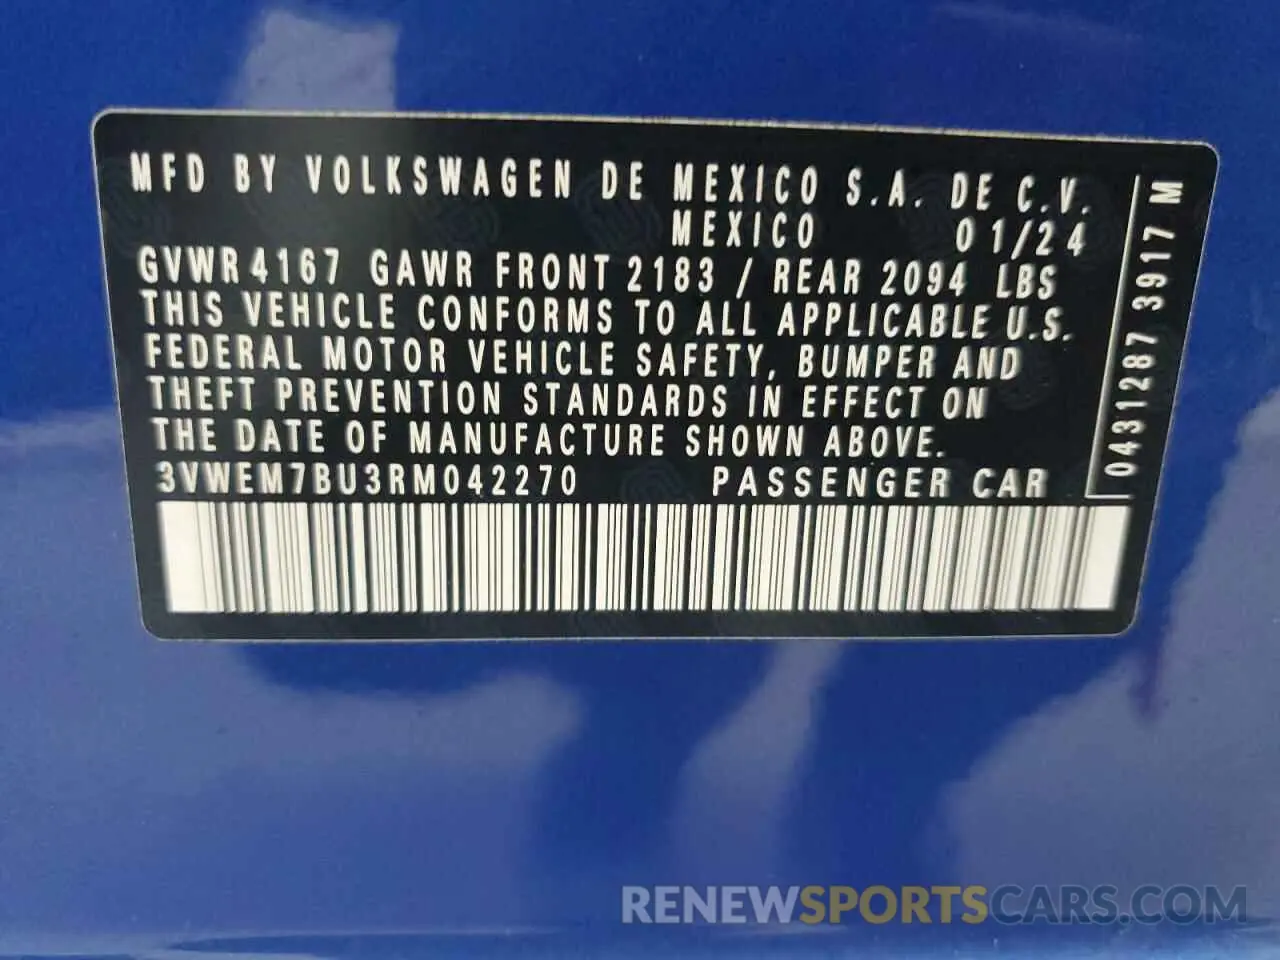 MFD BY VOLKSWAGEN DE MEXICO S.A. DE C.V.
MEXICO 01/24
GVWR 4167 GAWR FRONT 2183 / REAR 2094 LBS
THIS VEHICLE CONFORMS TO ALL APPLICABLE U.S.
FEDERAL MOTOR VEHICLE SAFETY, BUMPER AND
THEFT PREVENTION STANDARDS IN EFFECT ON
THE DATE OF MANUFACTURE SHOWN ABOVE.
3VWEM7BU3RM042270 PASSENGER CAR
0431287 3917 M
RENEWSPORTSCARS.COM